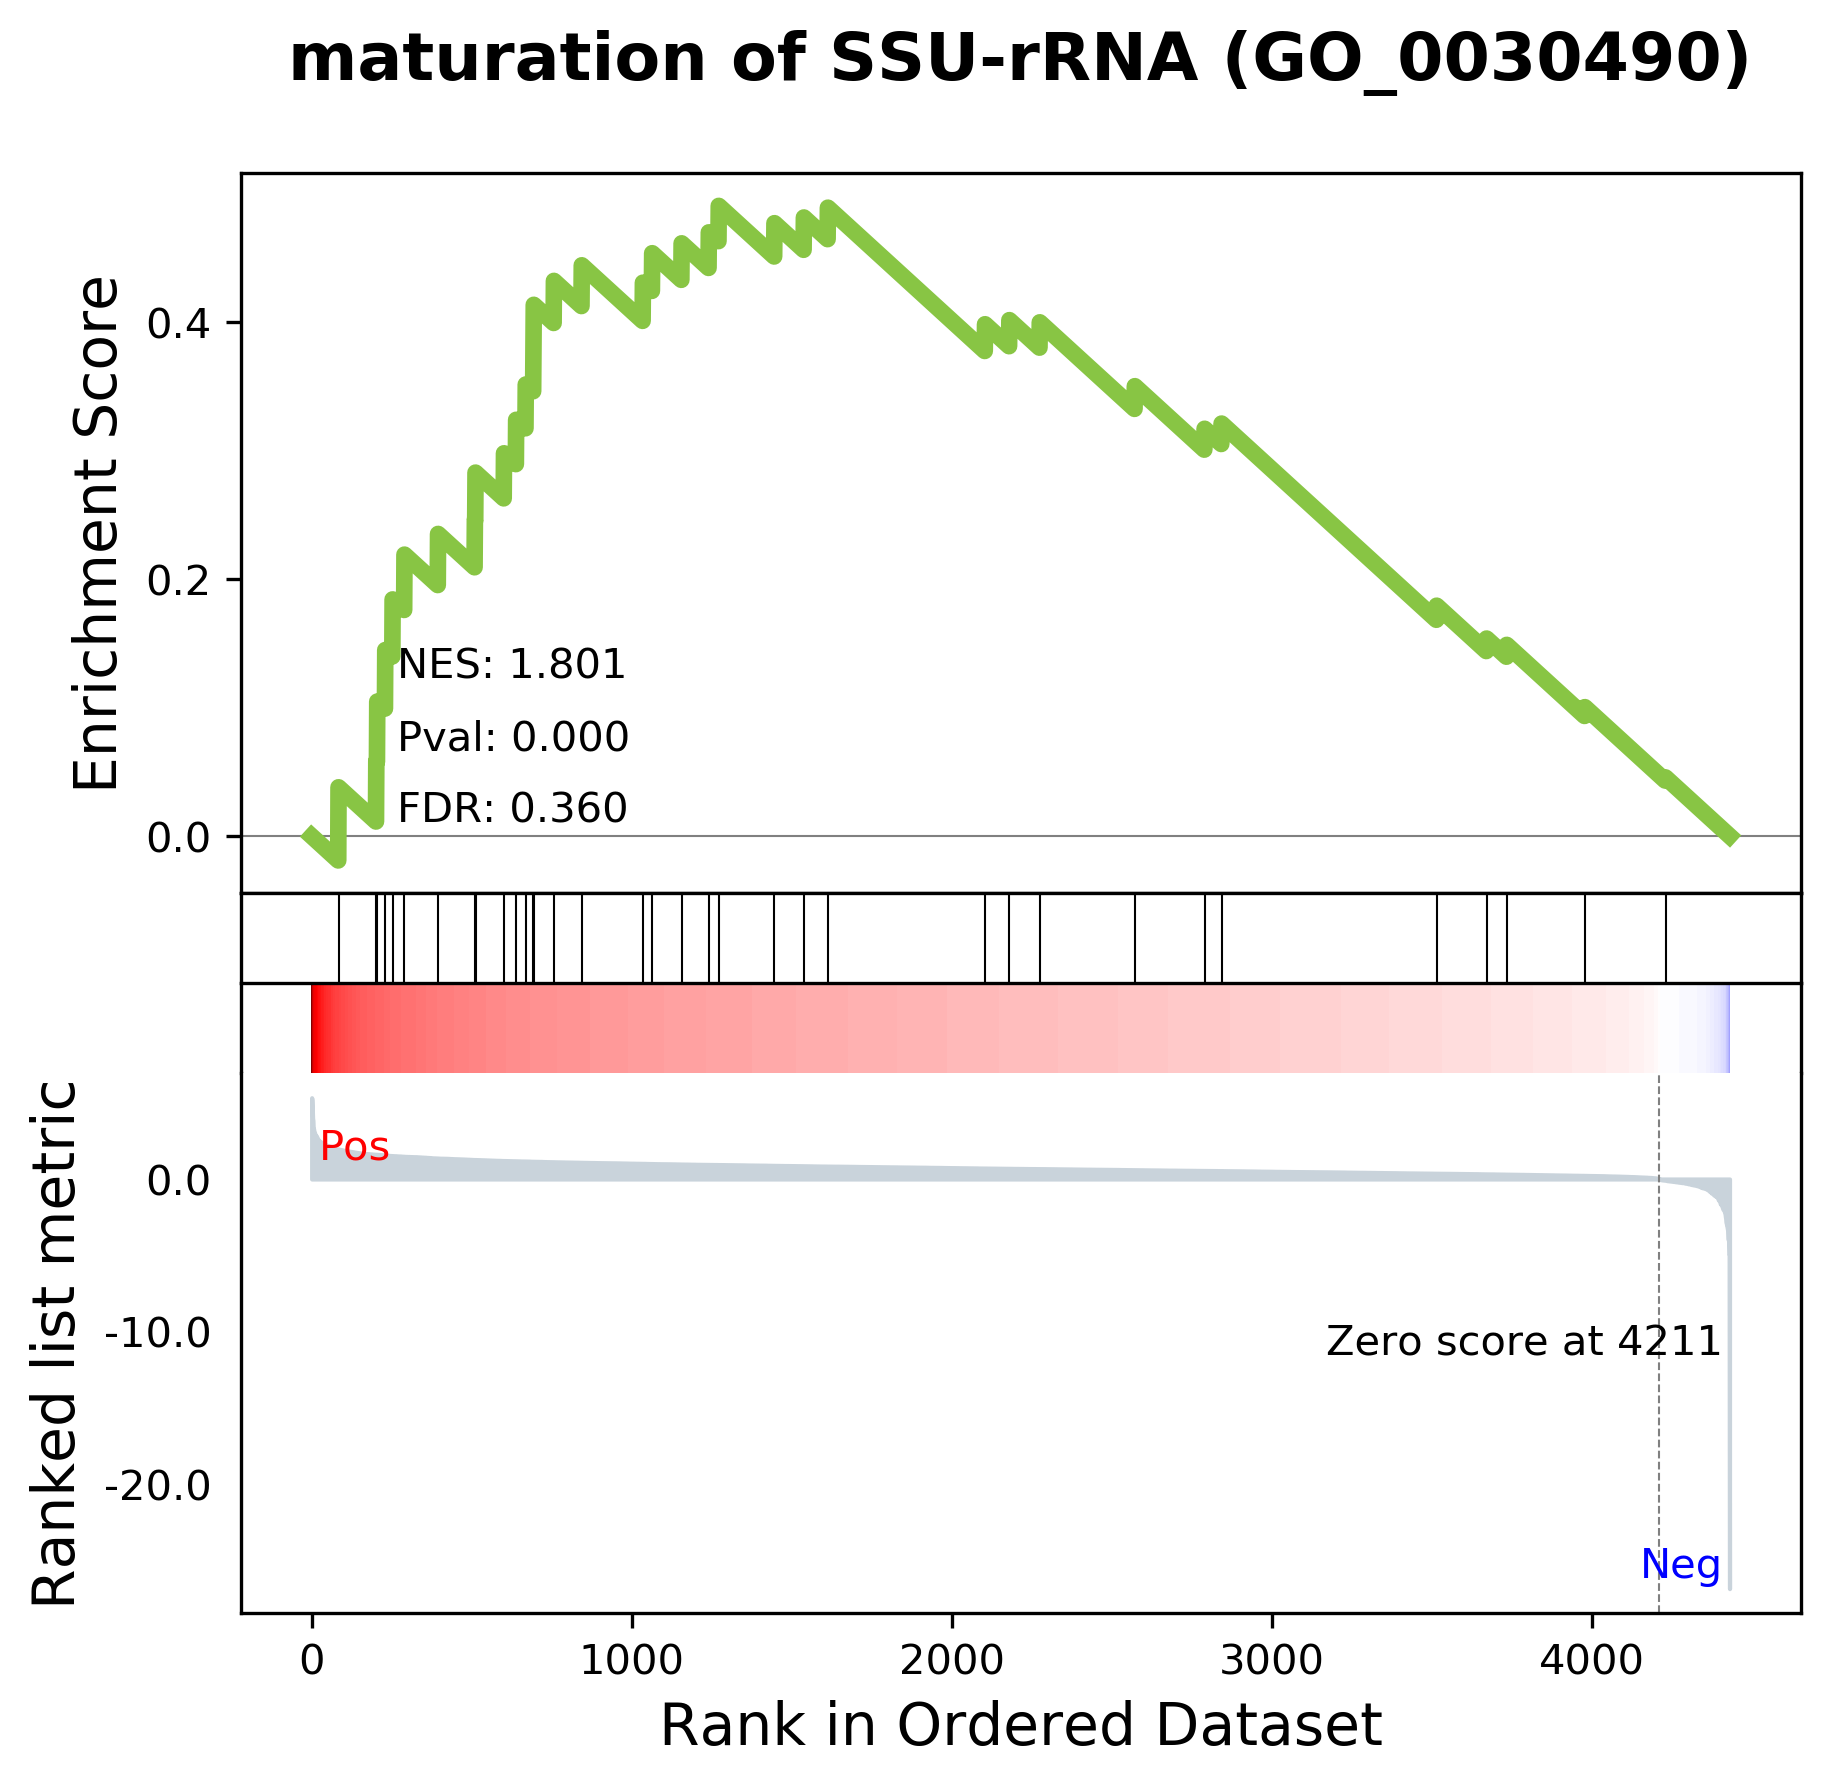 maturation of SSU-rRNA (GO_0030490)
Enrichment Score
0.4
0.2
0.0
NES: 1.801
Pval: 0.000
FDR: 0.360
Ranked list metric
0.0
-10.0
-20.0
Pos
Zero score at 4211
Neg
0 1000 2000 3000 4000
Rank in Ordered Dataset